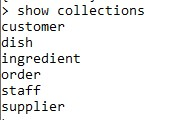 > show collections
customer
dish
ingredient
order
staff
supplier